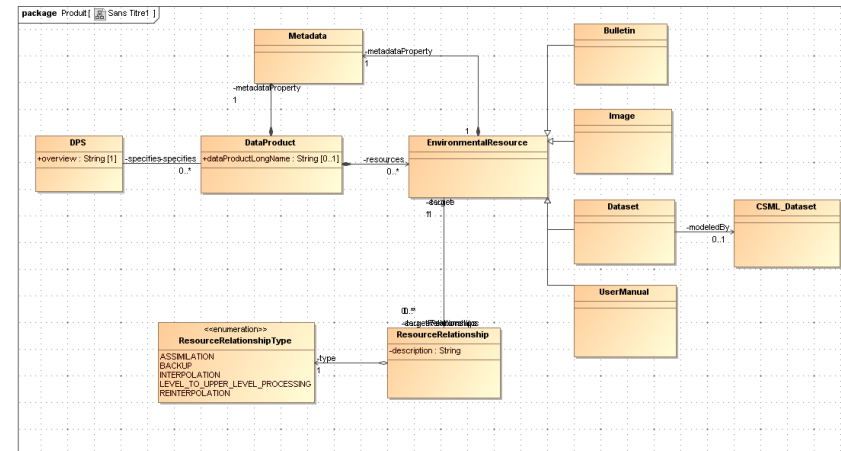 package Produit [ Sans Titre1 ]
Metadata
-metadataProperty
1
-metadataProperty
1
Bulletin
Image
DPS
+overview : String [1]
-specifies-specifies
0..*
DataProduct
+dataProductLongName : String [0..1]
-resources
0..*
1
EnvironmentalResource
Dataset
-modeledBy
0..1
CSML_Dataset
UserManual
<<enumeration>>
ResourceRelationshipType
ASSIMILATION
BACKUP
INTERPOLATION
LEVEL_TO_UPPER_LEVEL_PROCESSING
REINTERPOLATION
-type
1
ResourceRelationship
-description : String